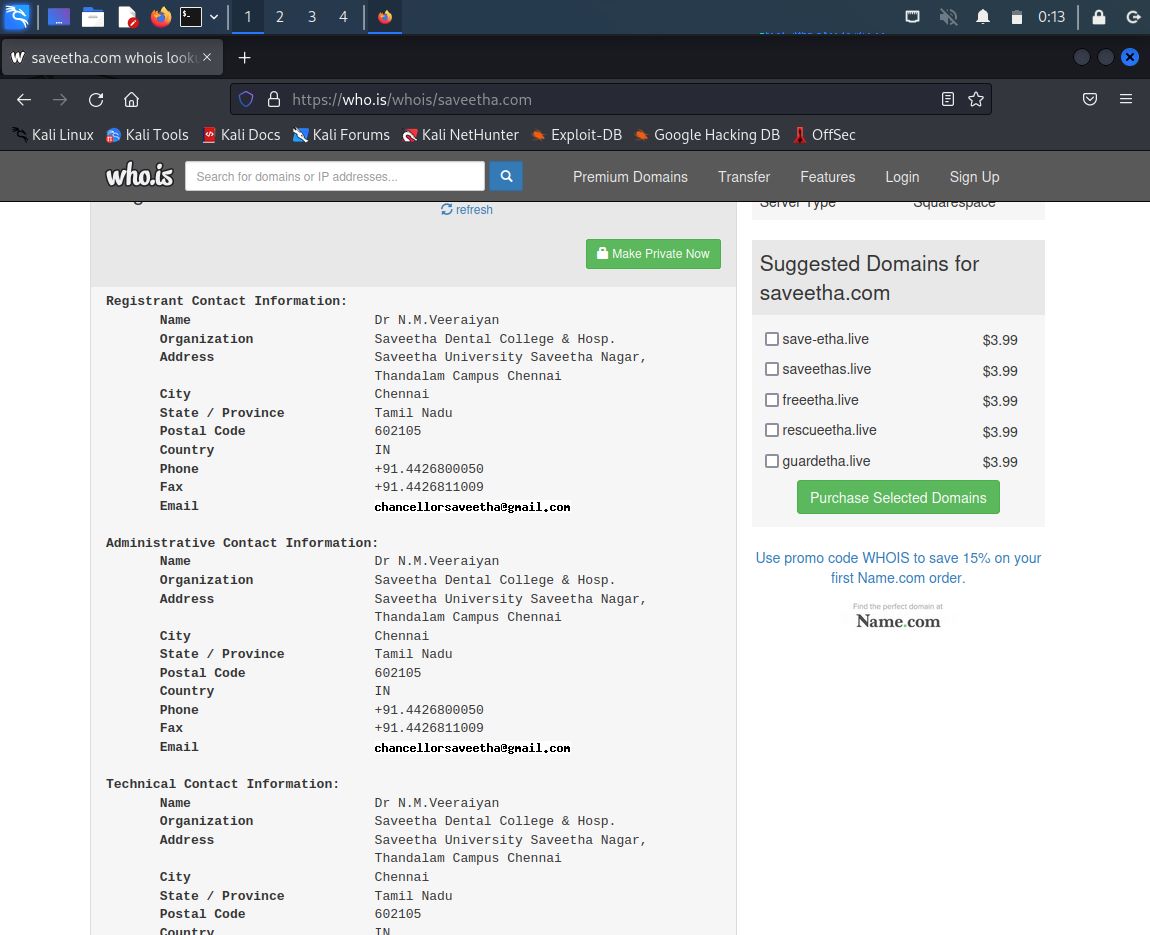 1 2 3 4 0:13
saveetha.com whois looku
https://who.is/whois/saveetha.com
Kali Linux Kali Tools Kali Docs Kali Forums Kali NetHunter Exploit-DB Google Hacking DB OffSec
who.is Search for domains or IP addresses... Premium Domains Transfer Features Login Sign Up
refresh
Make Private Now
Registrant Contact Information:
Name Dr N.M.Veeraiyan
Organization Saveetha Dental College & Hosp.
Address Saveetha University Saveetha Nagar,
Thandalam Campus Chennai
City Chennai
State / Province Tamil Nadu
Postal Code 602105
Country IN
Phone +91.4426800050
Fax +91.4426811009
Email chancellorsaveetha@gmail.com
Administrative Contact Information:
Name Dr N.M.Veeraiyan
Organization Saveetha Dental College & Hosp.
Address Saveetha University Saveetha Nagar,
Thandalam Campus Chennai
City Chennai
State / Province Tamil Nadu
Postal Code 602105
Country IN
Phone +91.4426800050
Fax +91.4426811009
Email chancellorsaveetha@gmail.com
Technical Contact Information:
Name Dr N.M.Veeraiyan
Organization Saveetha Dental College & Hosp.
Address Saveetha University Saveetha Nagar,
Thandalam Campus Chennai
City Chennai
State / Province Tamil Nadu
Postal Code 602105
Country IN
Server Type Squarespace
Suggested Domains for
saveetha.com
save-etha.live $3.99
saveethas.live $3.99
freeetha.live $3.99
rescueetha.live $3.99
guardetha.live $3.99
Purchase Selected Domains
Use promo code WHOIS to save 15% on your
first Name.com order.
Find the perfect domain at
Name.com